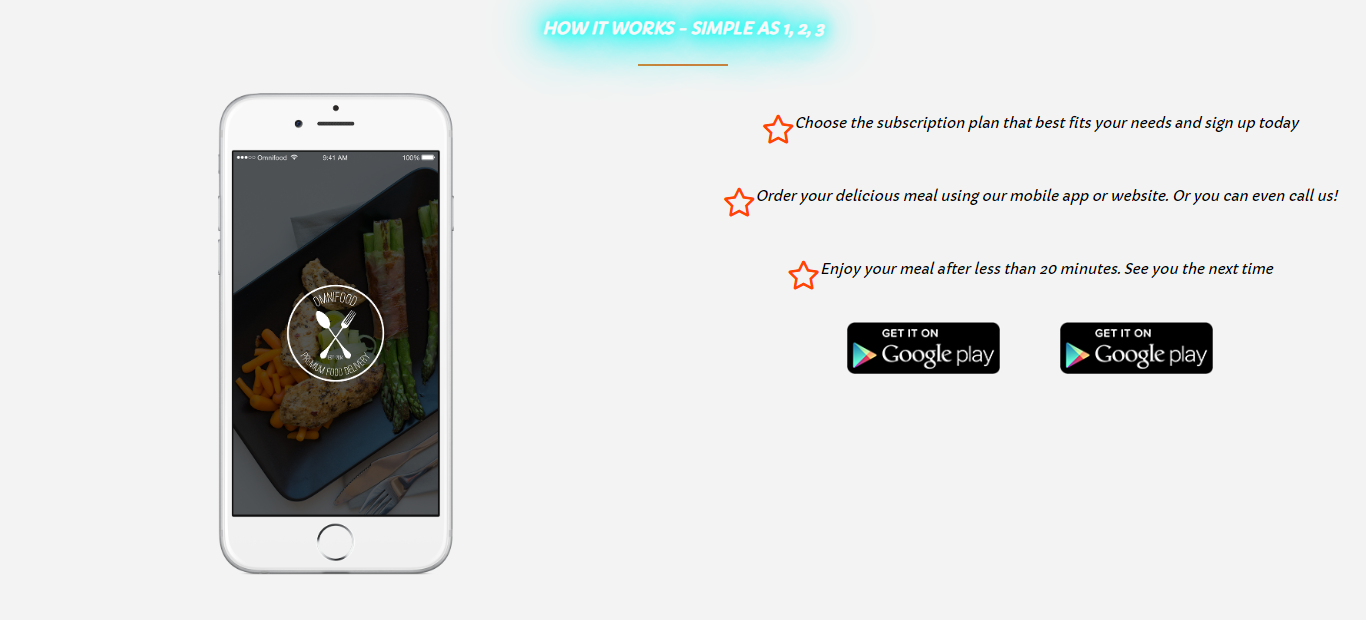 HOW IT WORKS - SIMPLE AS 1, 2, 3
Omnifood 9:41 AM 100%
Choose the subscription plan that best fits your needs and sign up today
Order your delicious meal using our mobile app or website. Or you can even call us!
Enjoy your meal after less than 20 minutes. See you the next time
OMNIFOOD
PREMIUM FOOD DELIVERY
GET IT ON GET IT ON
Google play Google play